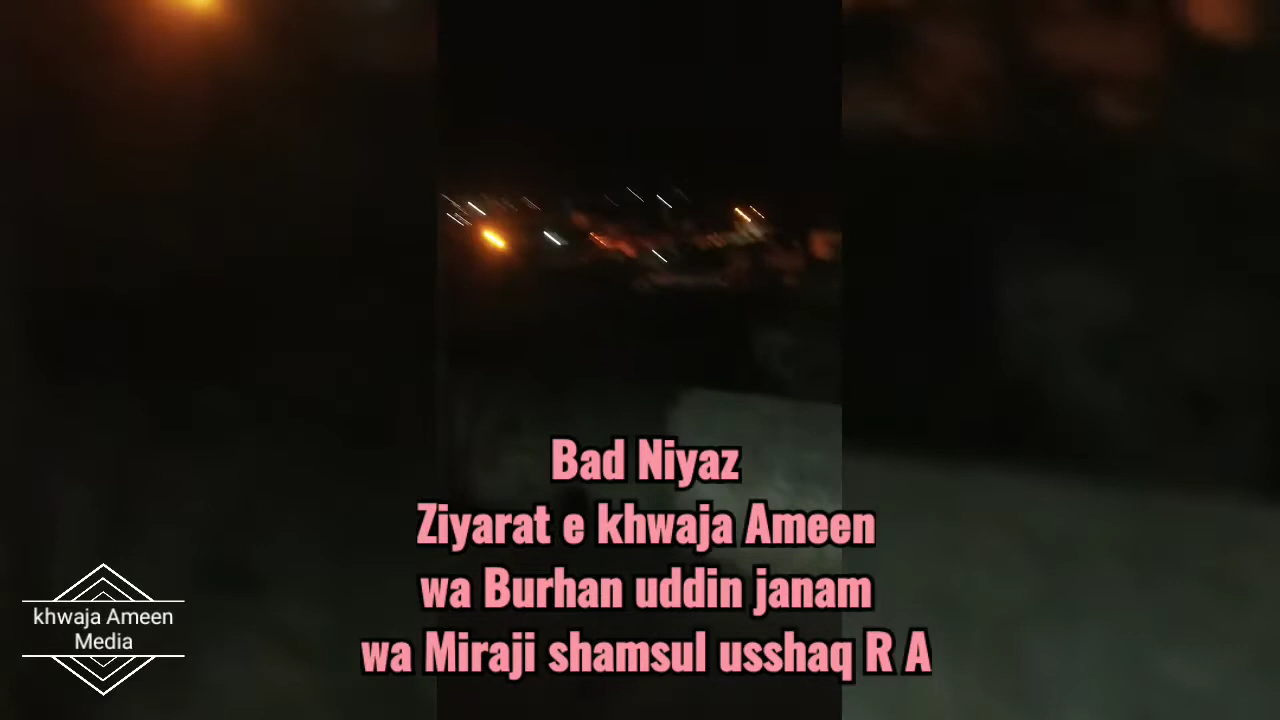 Bad Niyaz
Ziyarat e khwaja Ameen
wa Burhan uddin janam
wa Miraji shamsul usshaq R A
khwaja Ameen
Media